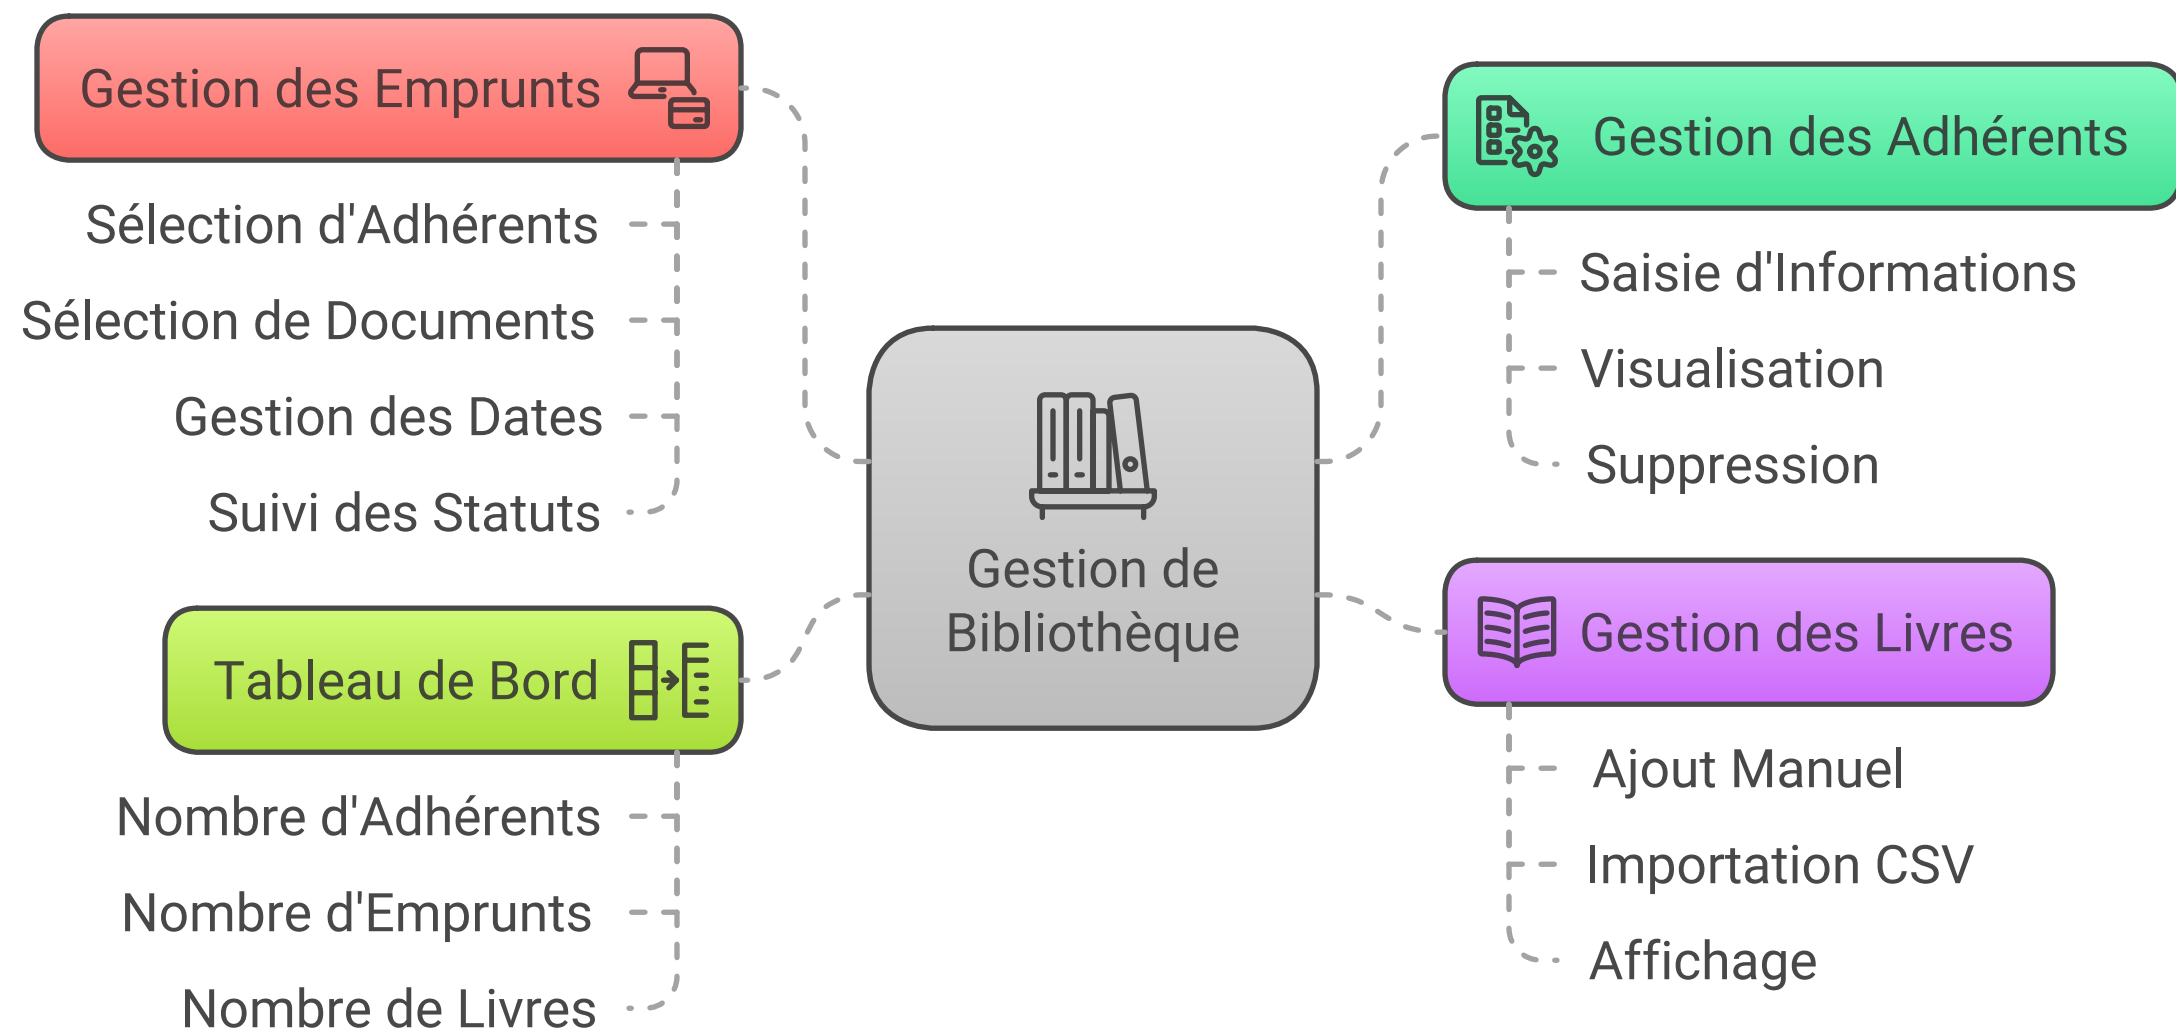 Gestion des Emprunts
Sélection d'Adhérents
Sélection de Documents
Gestion des Dates
Suivi des Statuts
Tableau de Bord
Nombre d'Adhérents
Nombre d'Emprunts
Nombre de Livres
Gestion de
Bibliothèque
Gestion des Adhérents
Saisie d'Informations
Visualisation
Suppression
Gestion des Livres
Ajout Manuel
Importation CSV
Affichage